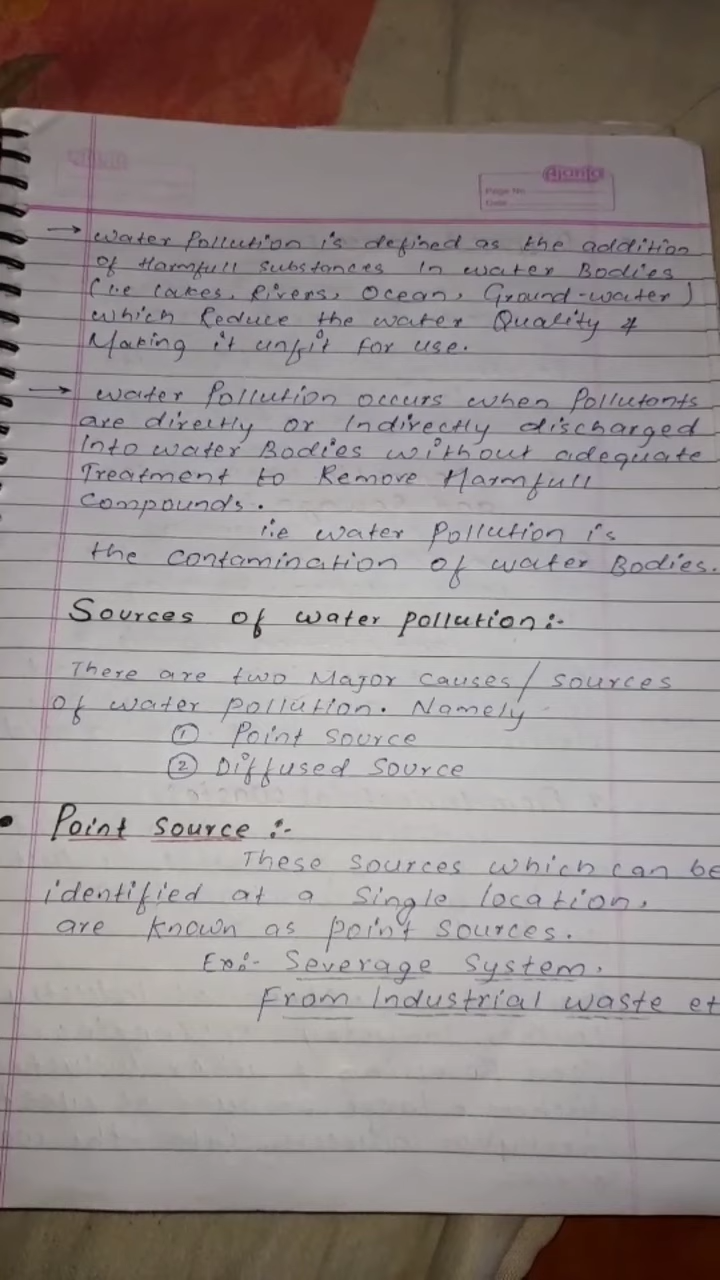 Ajanta
Page No.
Date
→ Water Pollution is defined as the addition
of Harmfull substances In water Bodies
(i.e Lakes, Rivers, Ocean, Ground-water)
which Reduce the water Quality &
Making it unfit for use.
→ water Pollution occurs when Pollutants
are directly or Indirectly discharged
Into water Bodies without adequate
Treatment to Remove Harmfull
Compounds.
i.e water Pollution is
the contamination of water Bodies.
Sources of water pollution:-
There are two Major causes/sources
of water pollution. Namely
① Point Source
② Diffused Source
• Point Source :-
These sources which can be
identified at a Single location,
are known as point sources.
Ex:- Severage System.
From Industrial waste et